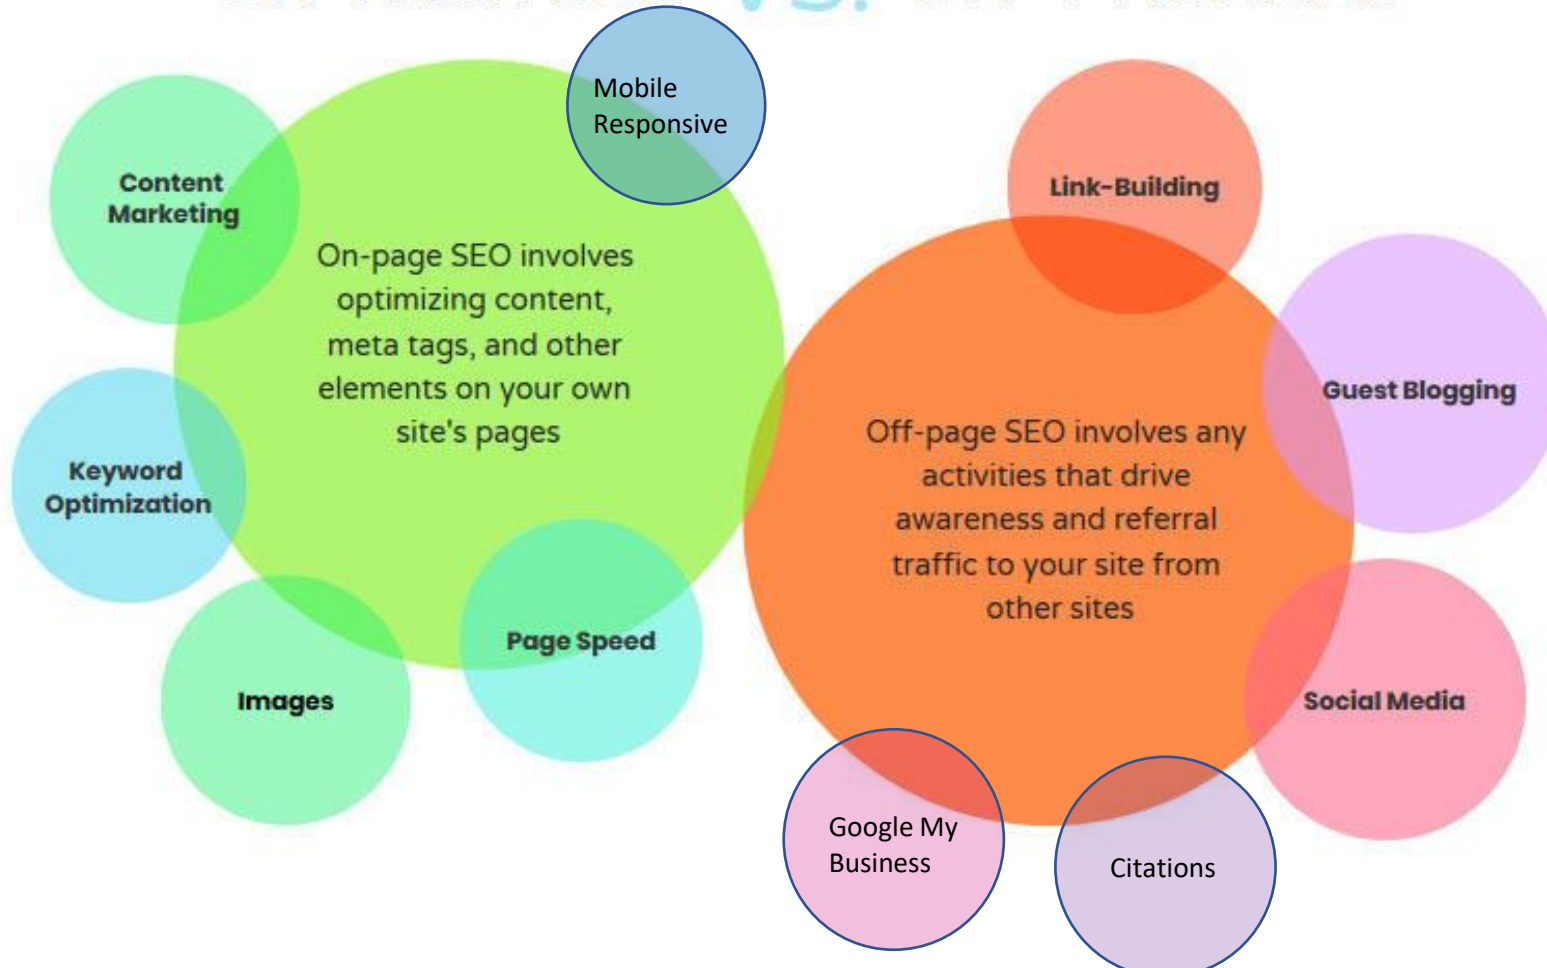 vs.
Mobile
Responsive
Content
Marketing
On-page SEO involves
optimizing content,
meta tags, and other
elements on your own
site's pages
Keyword
Optimization
Images
Page Speed
Link-Building
Guest Blogging
Off-page SEO involves any
activities that drive
awareness and referral
traffic to your site from
other sites
Social Media
Google My
Business
Citations